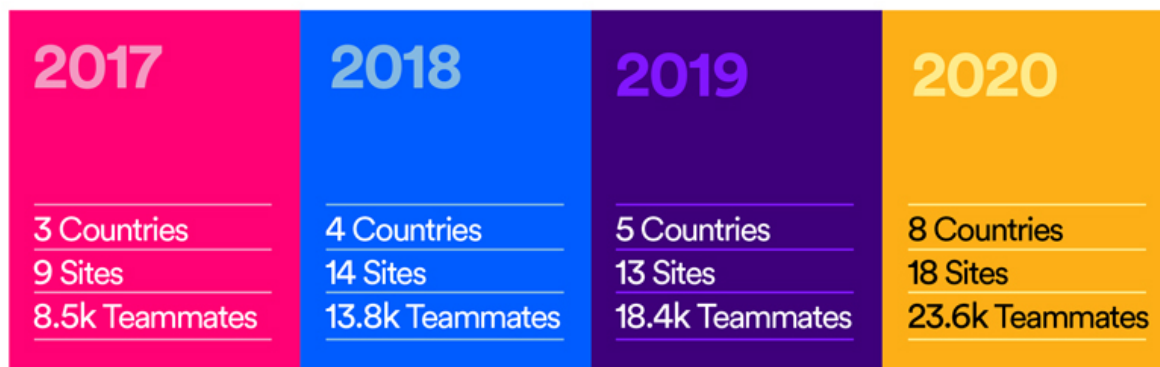 2017
3 Countries
9 Sites
8.5k Teammates
2018
4 Countries
14 Sites
13.8k Teammates
2019
5 Countries
13 Sites
18.4k Teammates
2020
8 Countries
18 Sites
23.6k Teammates